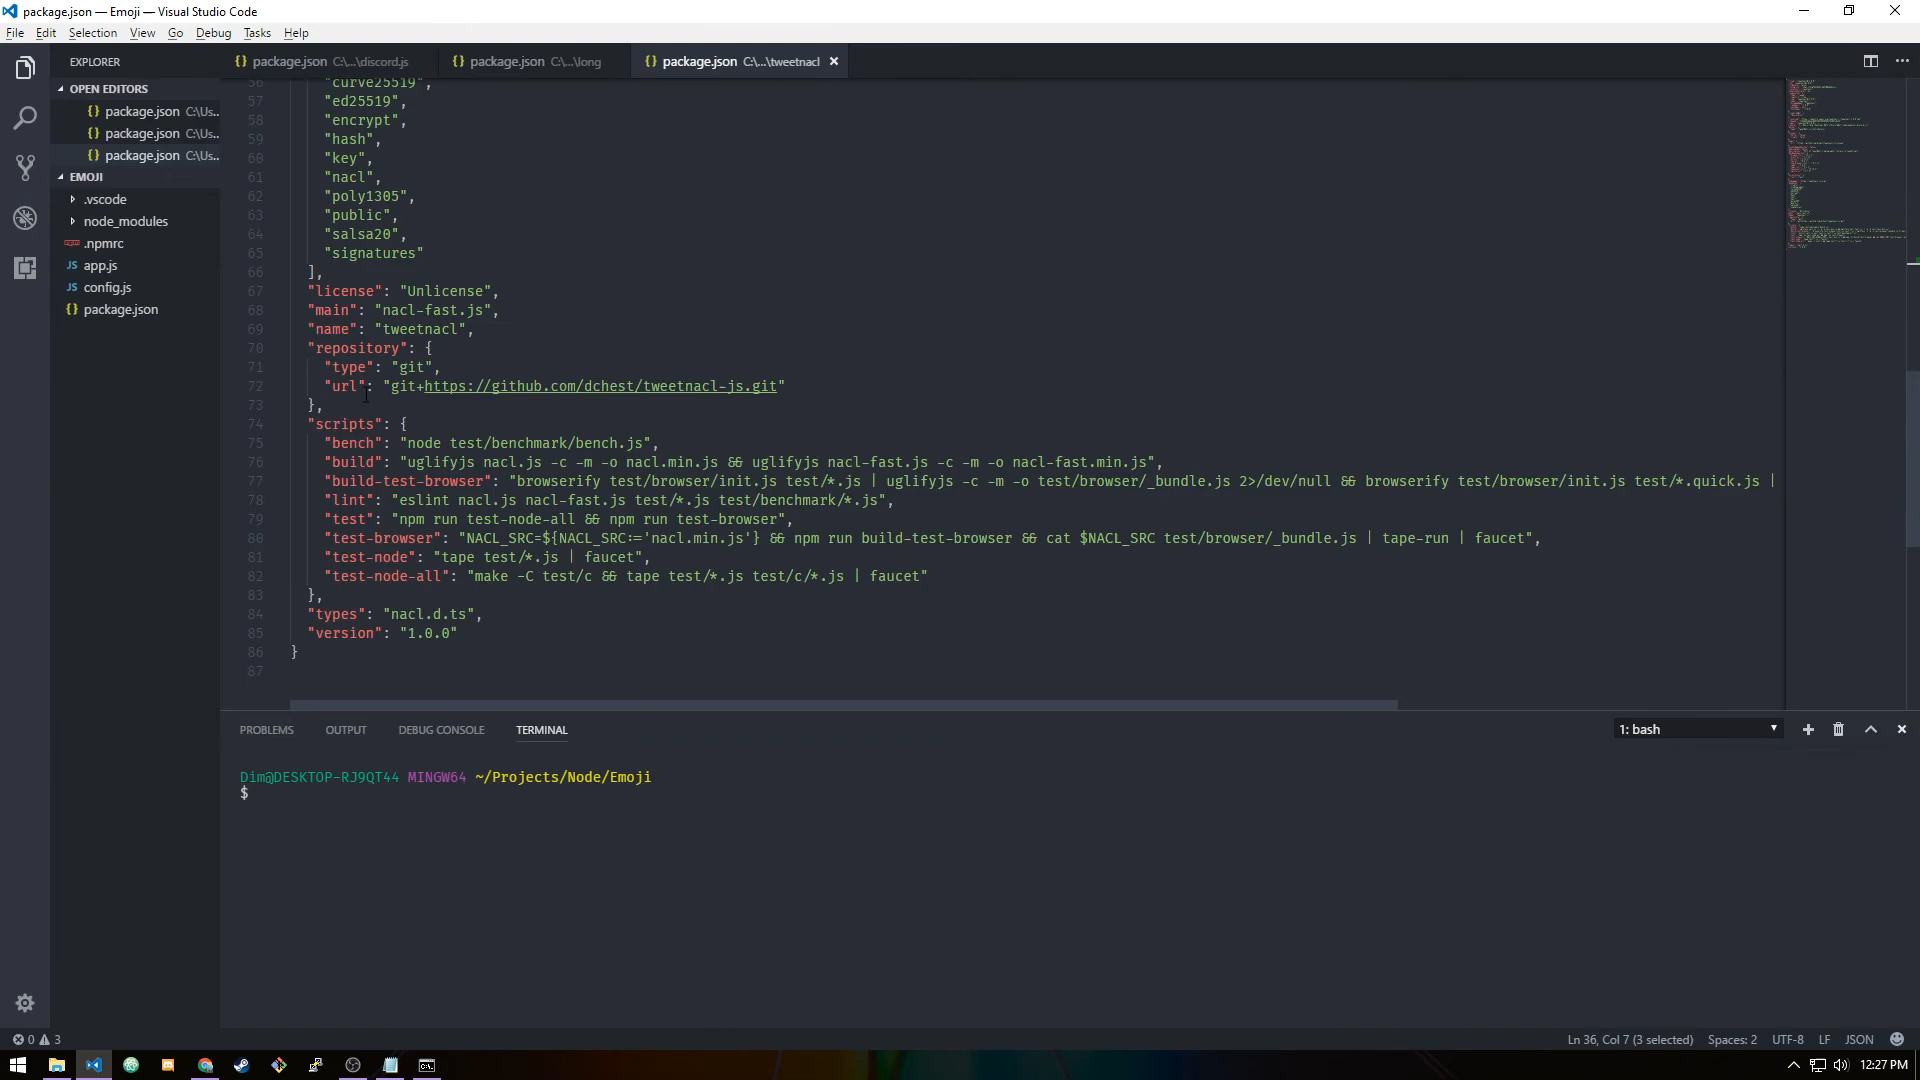 package.json — Emoji — Visual Studio Code
File Edit Selection View Go Debug Tasks Help
EXPLORER
OPEN EDITORS
package.json C:\Us..
package.json C:\Us..
package.json C:\Us..
EMOJI
.vscode
node_modules
.npmrc
JS app.js
JS config.js
{} package.json
{} package.json C:\...\discord.js
{} package.json C:\...\long
{} package.json C:\...\tweetnacl
56 "curve25519",
57 "ed25519",
58 "encrypt",
59 "hash",
60 "key",
61 "nacl",
62 "poly1305",
63 "public",
64 "salsa20",
65 "signatures"
66 ],
67 "license": "Unlicense",
68 "main": "nacl-fast.js",
69 "name": "tweetnacl",
70 "repository": {
71 "type": "git",
72 "url": "git+https://github.com/dchest/tweetnacl-js.git"
73 },
74 "scripts": {
75 "bench": "node test/benchmark/bench.js",
76 "build": "uglifyjs nacl.js -c -m -o nacl.min.js && uglifyjs nacl-fast.js -c -m -o nacl-fast.min.js",
77 "build-test-browser": "browserify test/browser/init.js test/*.js | uglifyjs -c -m -o test/browser/_bundle.js 2>/dev/null && browserify test/browser/init.js test/*.quick.js |
78 "lint": "eslint nacl.js nacl-fast.js test/*.js test/benchmark/*.js",
79 "test": "npm run test-node-all && npm run test-browser",
80 "test-browser": "NACL_SRC=${NACL_SRC:='nacl.min.js'} && npm run build-test-browser && cat $NACL_SRC test/browser/_bundle.js | tape-run | faucet",
81 "test-node": "tape test/*.js | faucet",
82 "test-node-all": "make -C test/c && tape test/*.js test/c/*.js | faucet"
83 },
84 "types": "nacl.d.ts",
85 "version": "1.0.0"
86 }
87
PROBLEMS OUTPUT DEBUG CONSOLE TERMINAL
1: bash
Dim@DESKTOP-RJ9QT44 MINGW64 ~/Projects/Node/Emoji
$
0 3
Ln 36, Col 7 (3 selected) Spaces: 2 UTF-8 LF JSON
12:27 PM